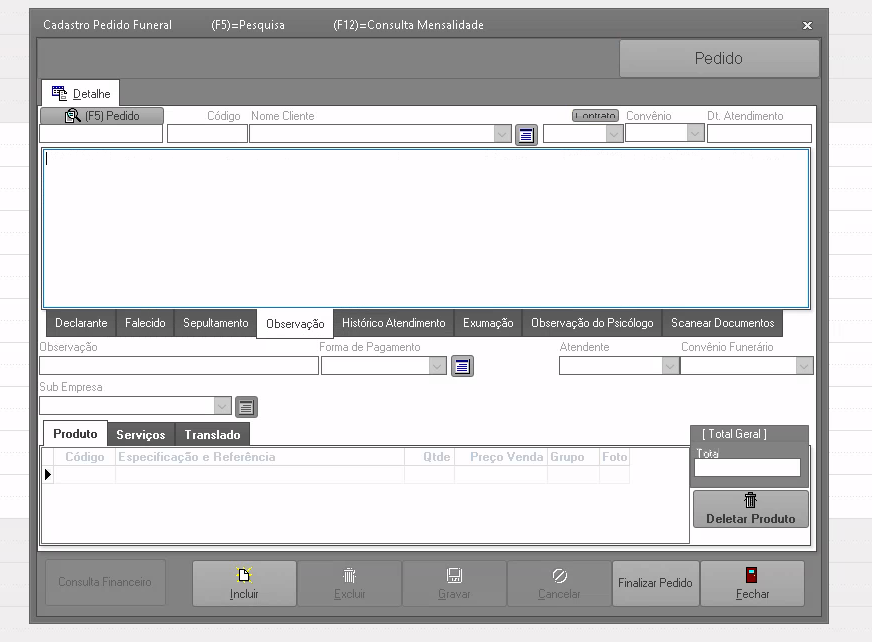 Cadastro Pedido Funeral (F5)=Pesquisa (F12)=Consulta Mensalidade
Pedido
Detalhe
(F5) Pedido Código Nome Cliente Contrato Convênio Dt. Atendimento
Declarante Falecido Sepultamento Observação Histórico Atendimento Exumação Observação do Psicólogo Scanear Documentos
Observação Forma de Pagamento Atendente Convênio Funerário
Sub Empresa
Produto Serviços Translado [ Total Geral ]
Código Especificação e Referência Qtde Preço Venda Grupo Foto Total
Deletar Produto
Consulta Financeiro Incluir Excluir Gravar Cancelar Finalizar Pedido Fechar